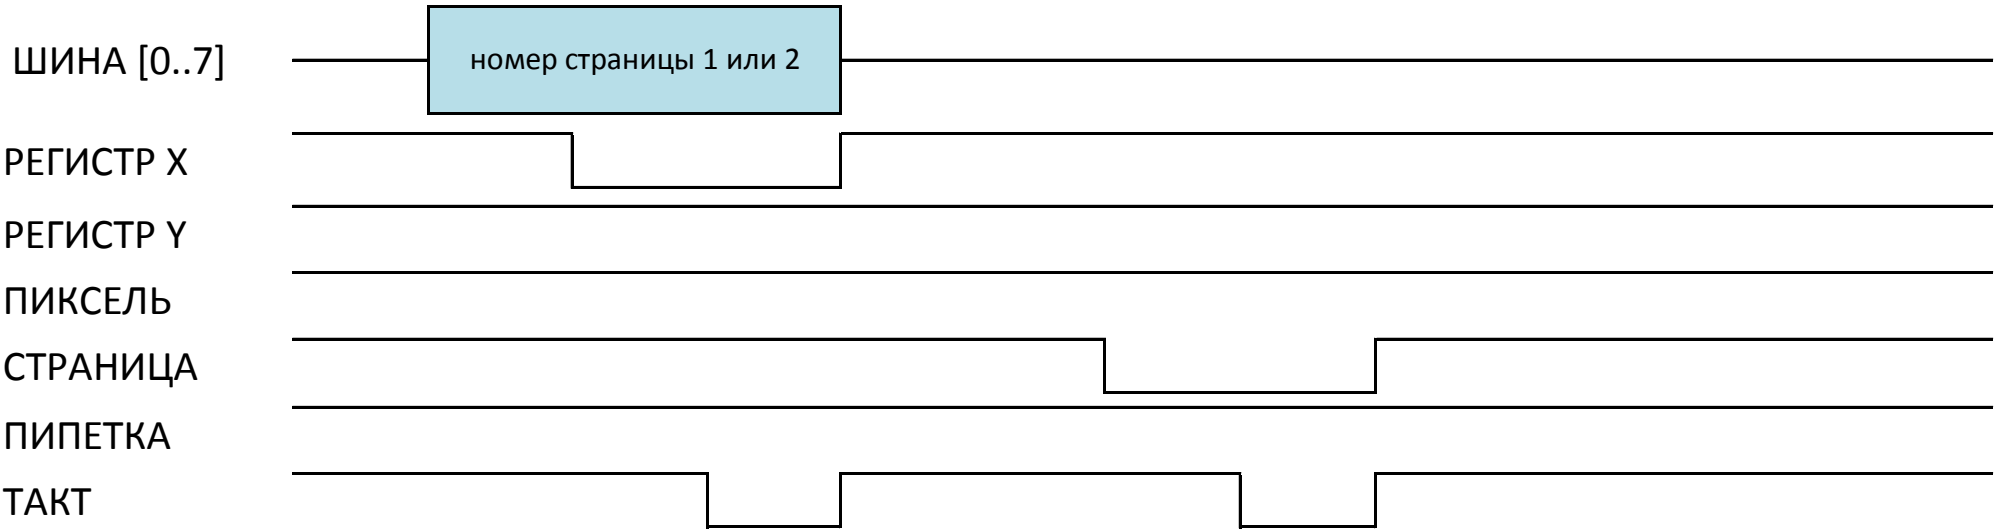 ШИНА [0..7]
номер страницы 1 или 2
РЕГИСТР X
РЕГИСТР Y
ПИКСЕЛЬ
СТРАНИЦА
ПИПЕТКА
ТАКТ